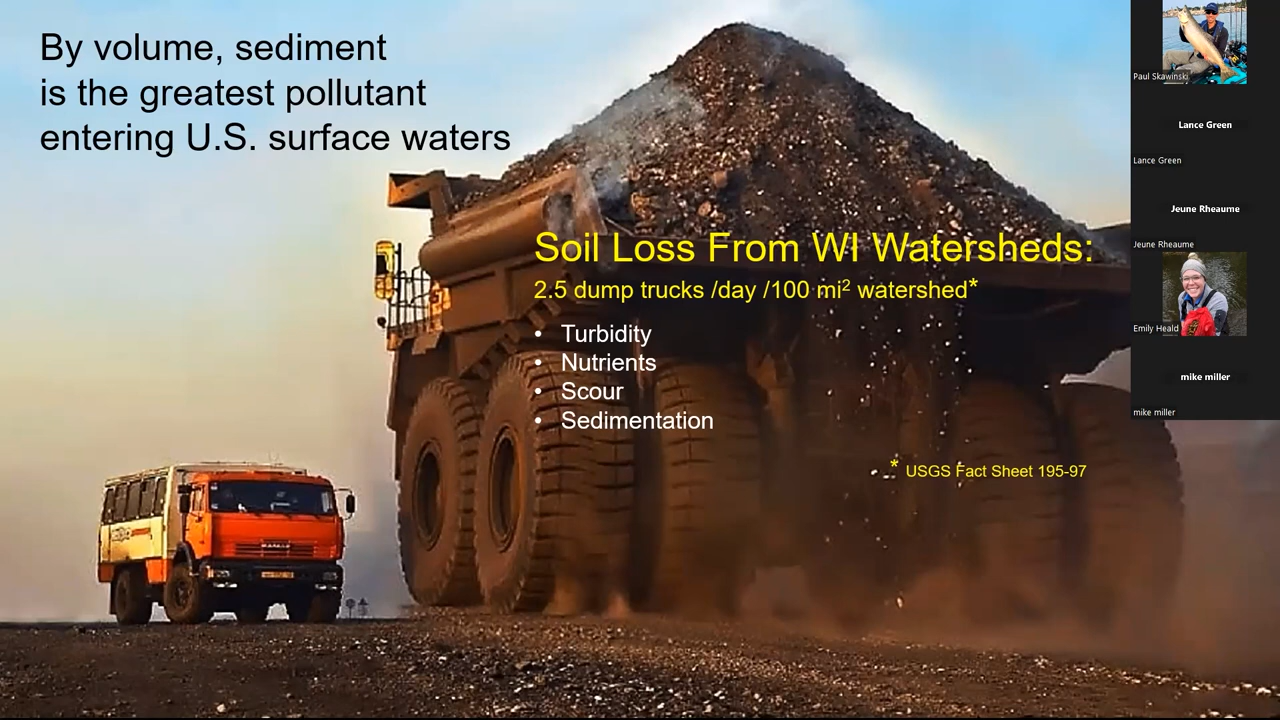 By volume, sediment
is the greatest pollutant
entering U.S. surface waters
Soil Loss From WI Watersheds:
2.5 dump trucks /day /100 mi² watershed*
• Turbidity
• Nutrients
• Scour
• Sedimentation
* USGS Fact Sheet 195-97
Paul Skawinski
Lance Green
Lance Green
Jeune Rheaume
Jeune Rheaume
Emily Heald
mike miller
mike miller